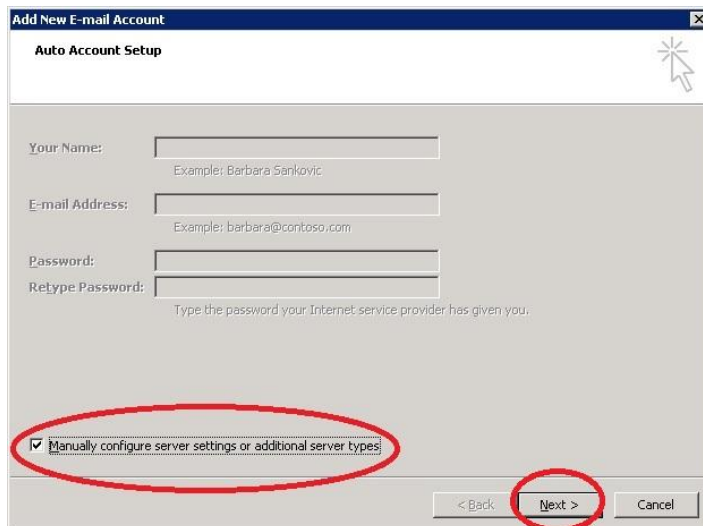 Add New E-mail Account
Auto Account Setup
Your Name:
Example: Barbara Sankovic
E-mail Address:
Example: barbara@contoso.com
Password:
Retype Password:
Type the password your Internet service provider has given you.
Manually configure server settings or additional server types
< Back Next > Cancel